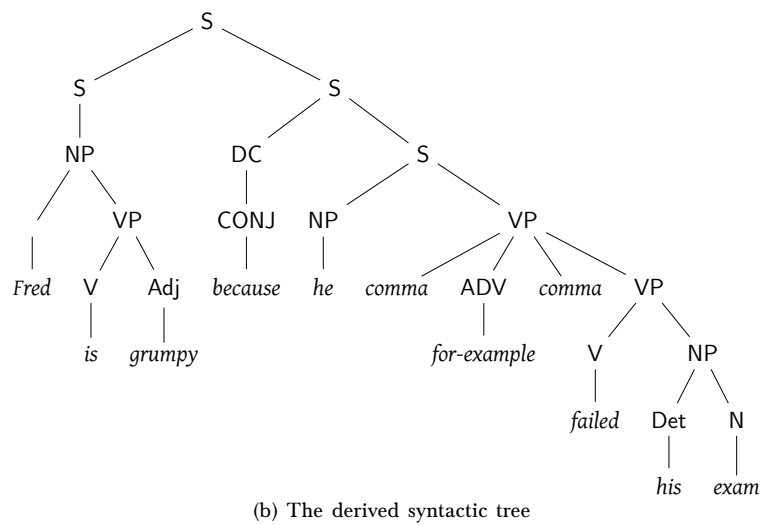 S
S S
NP DC S
VP CONJ NP VP
Fred V Adj because he comma ADV comma VP
is grumpy for-example V NP
failed Det N
his exam
(b) The derived syntactic tree